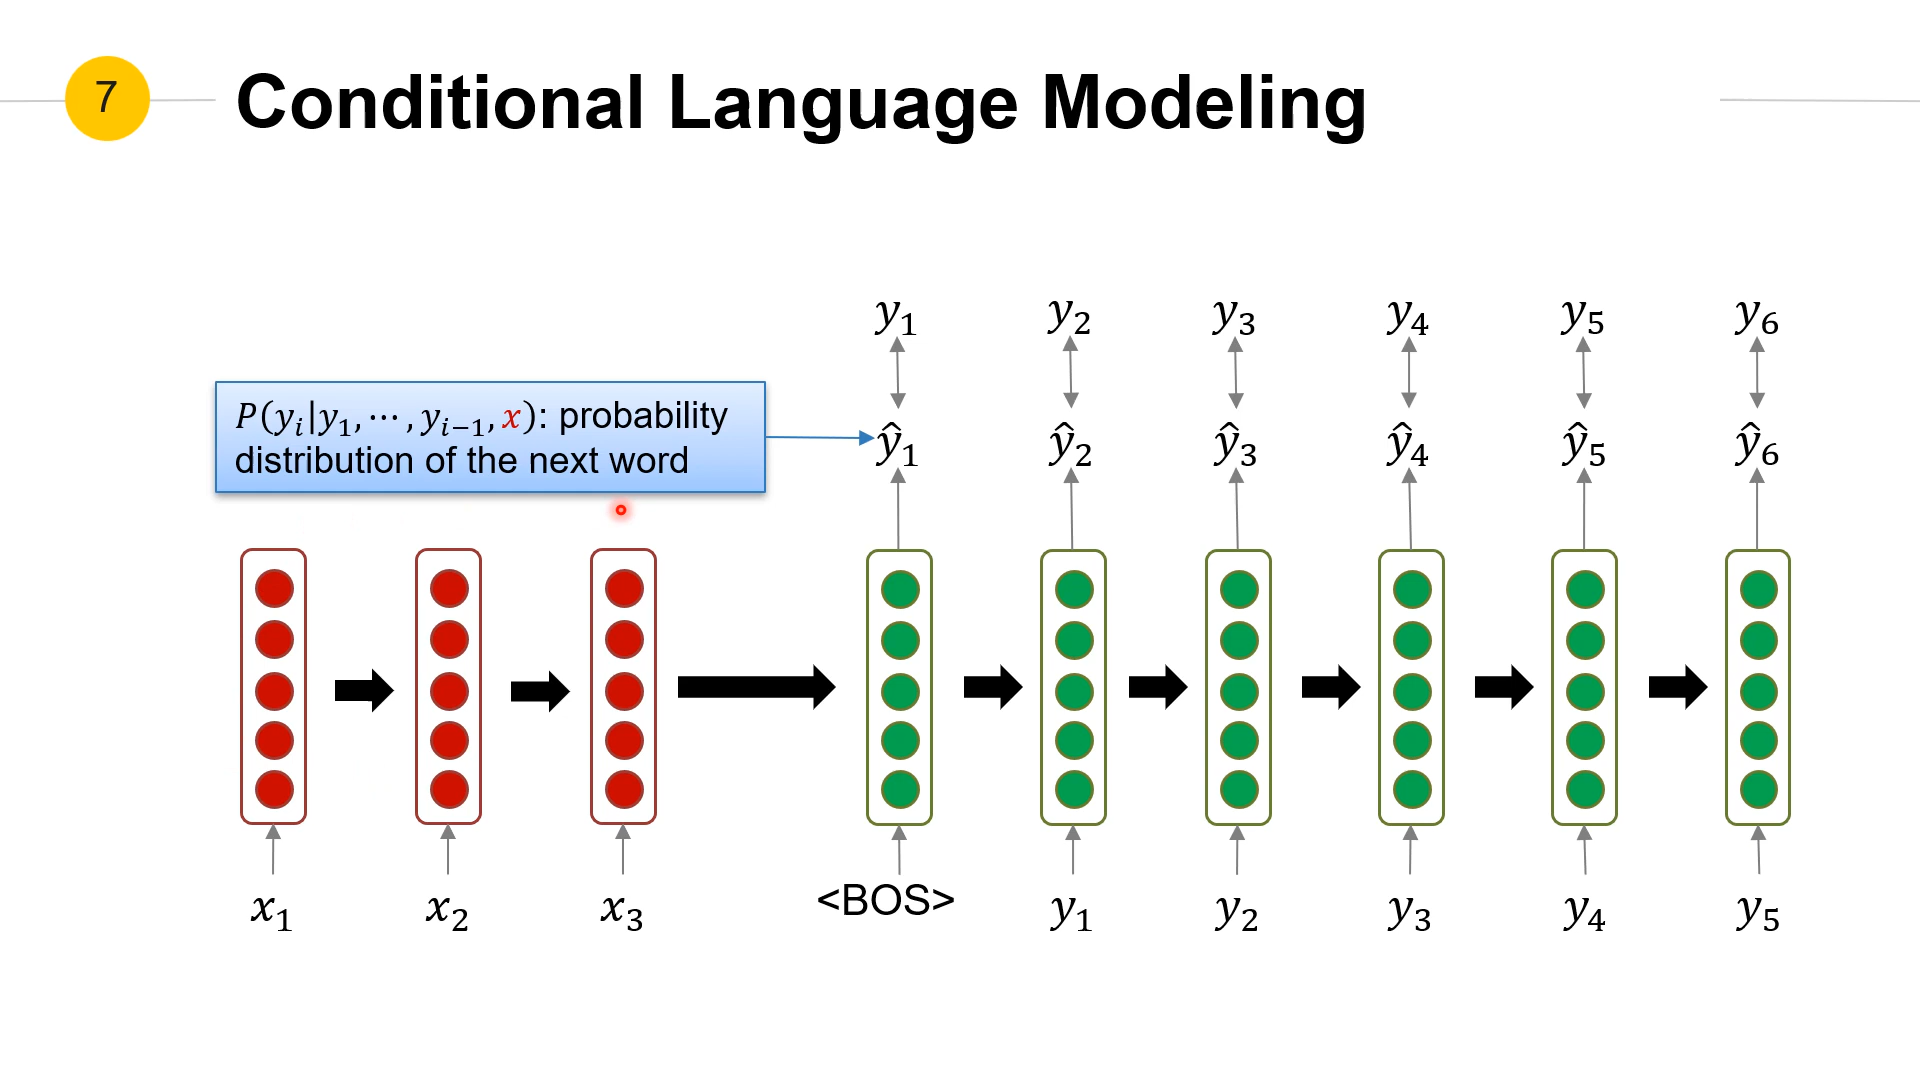 7
Conditional Language Modeling
y₁ y₂ y₃ y₄ y₅ y₆
P(yᵢ|y₁, ⋯ , yᵢ₋₁, x): probability
distribution of the next word
ŷ₁ ŷ₂ ŷ₃ ŷ₄ ŷ₅ ŷ₆
x₁ x₂ x₃ <BOS> y₁ y₂ y₃ y₄ y₅